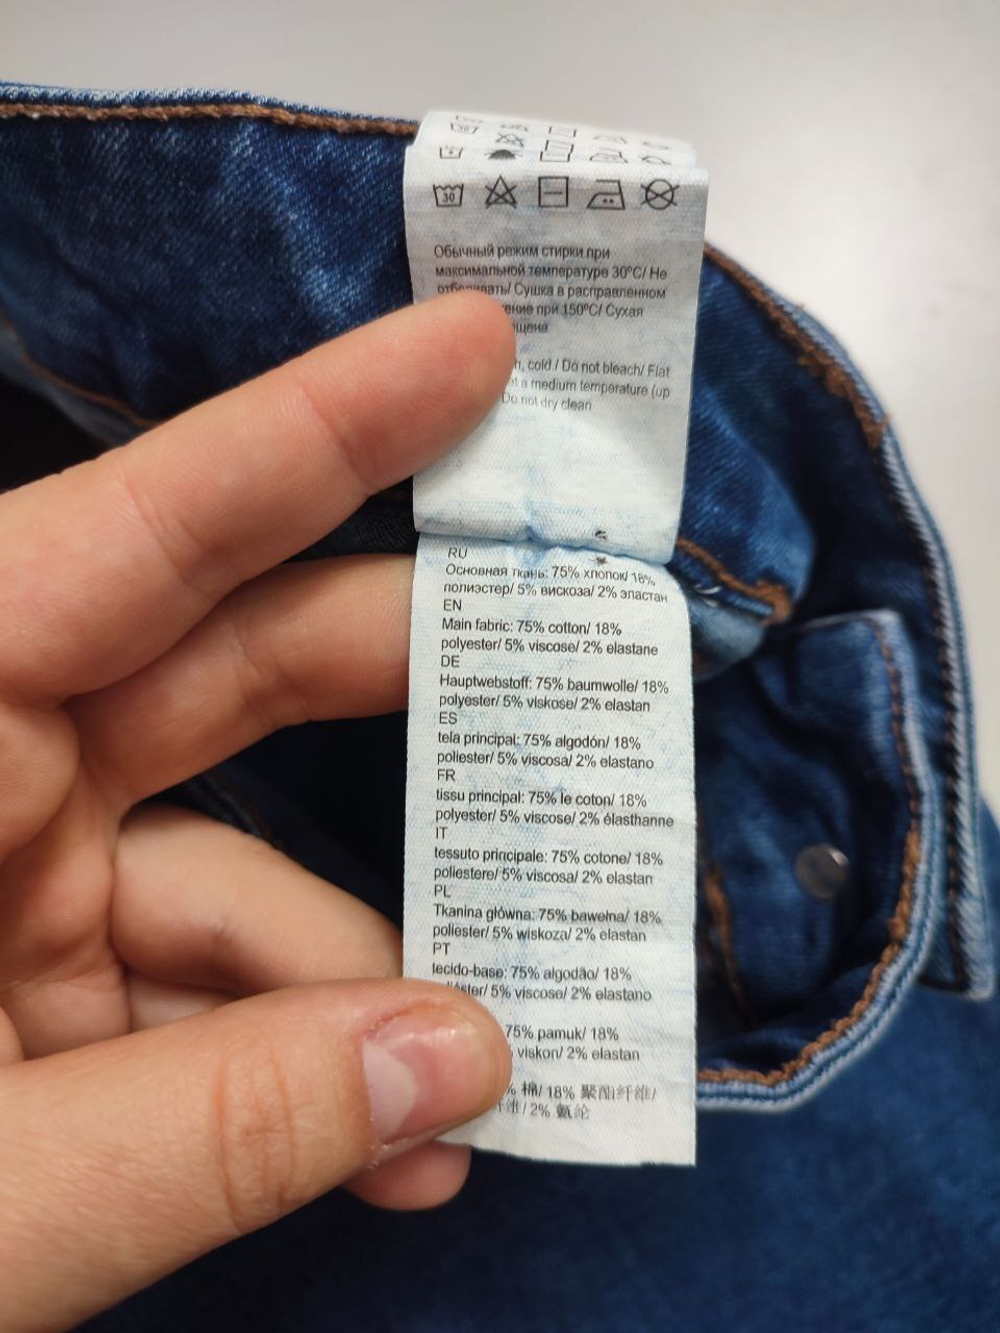 30
Обычный режим стирки при
максимальной температуре 30°C/ Не
отбеливать/ Сушка в расправленном
при 150°C/ Сухая
cold / Do not bleach/ Flat
a medium temperature (up
Do not dry clean
RU
Основная ткань: 75% хлопок/ 18%
полиэстер/ 5% вискоза/ 2% эластан
EN
Main fabric: 75% cotton/ 18%
polyester/ 5% viscose/ 2% elastane
DE
Hauptwebstoff: 75% baumwolle/ 18%
polyester/ 5% viskose/ 2% elastan
ES
tela principal: 75% algodón/ 18%
poliester/ 5% viscosa/ 2% elastano
FR
tissu principal: 75% le coton/ 18%
polyester/ 5% viscose/ 2% élasthanne
IT
tessuto principale: 75% cotone/ 18%
poliestere/ 5% viscosa/ 2% elastan
PL
Tkanina główna: 75% bawełna/ 18%
poliester/ 5% wiskoza/ 2% elastan
PT
tecido-base: 75% algodão/ 18%
5% viscose/ 2% elastano
75% pamuk/ 18%
viskon/ 2% elastan
% 棉/ 18% 聚酯纤维/
2% 氨纶